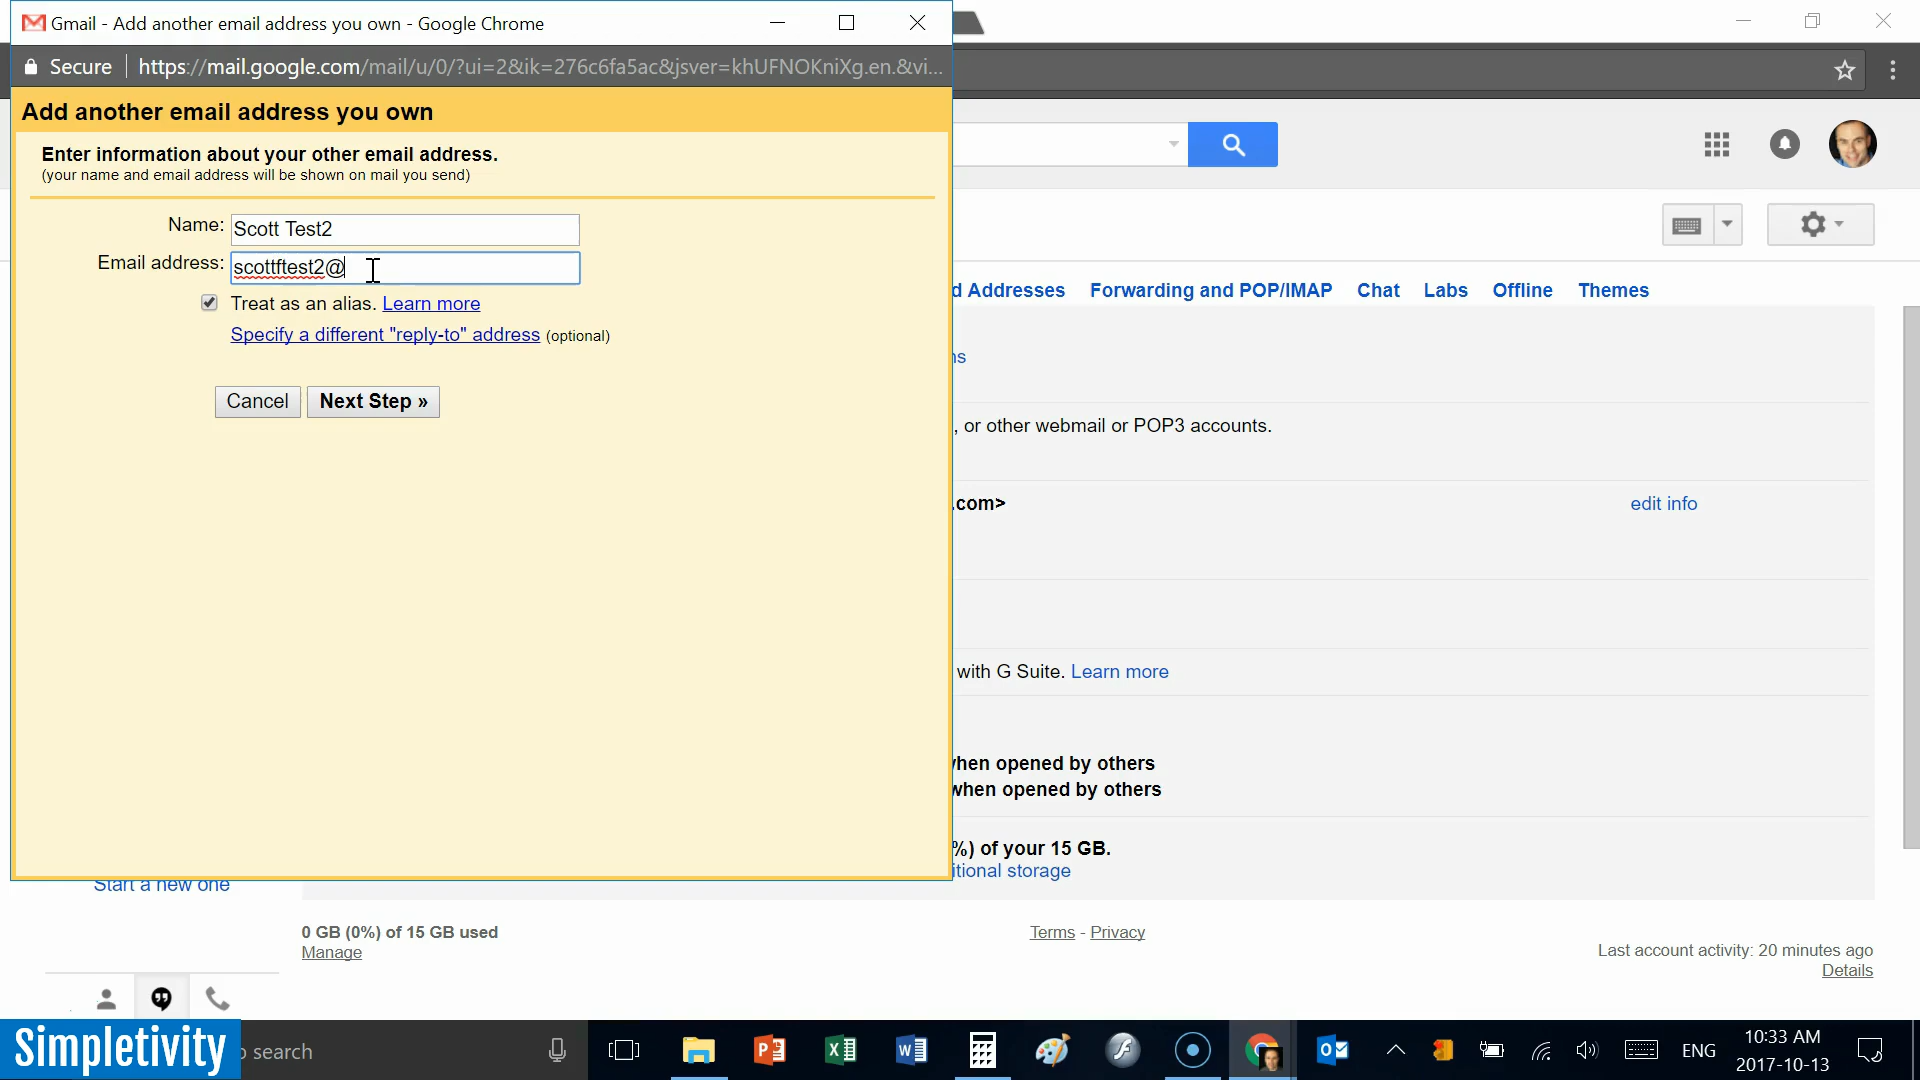 Gmail - Add another email address you own - Google Chrome
Secure
https://mail.google.com/mail/u/0/?ui=2&ik=276c6fa5ac&jsver=khUFNOKniXg.en.&vi...
Add another email address you own
Enter information about your other email address.
(your name and email address will be shown on mail you send)
Name: Scott Test2
Email address: scottftest2@
Treat as an alias. Learn more
Specify a different "reply-to" address (optional)
Cancel Next Step »
d Addresses Forwarding and POP/IMAP Chat Labs Offline Themes
ns
, or other webmail or POP3 accounts.
.com> edit info
with G Suite. Learn more
when opened by others
when opened by others
%) of your 15 GB.
itional storage
Start a new one
0 GB (0%) of 15 GB used
Manage
Terms - Privacy
Last account activity: 20 minutes ago
Details
Simpletivity
o search
ENG
10:33 AM
2017-10-13